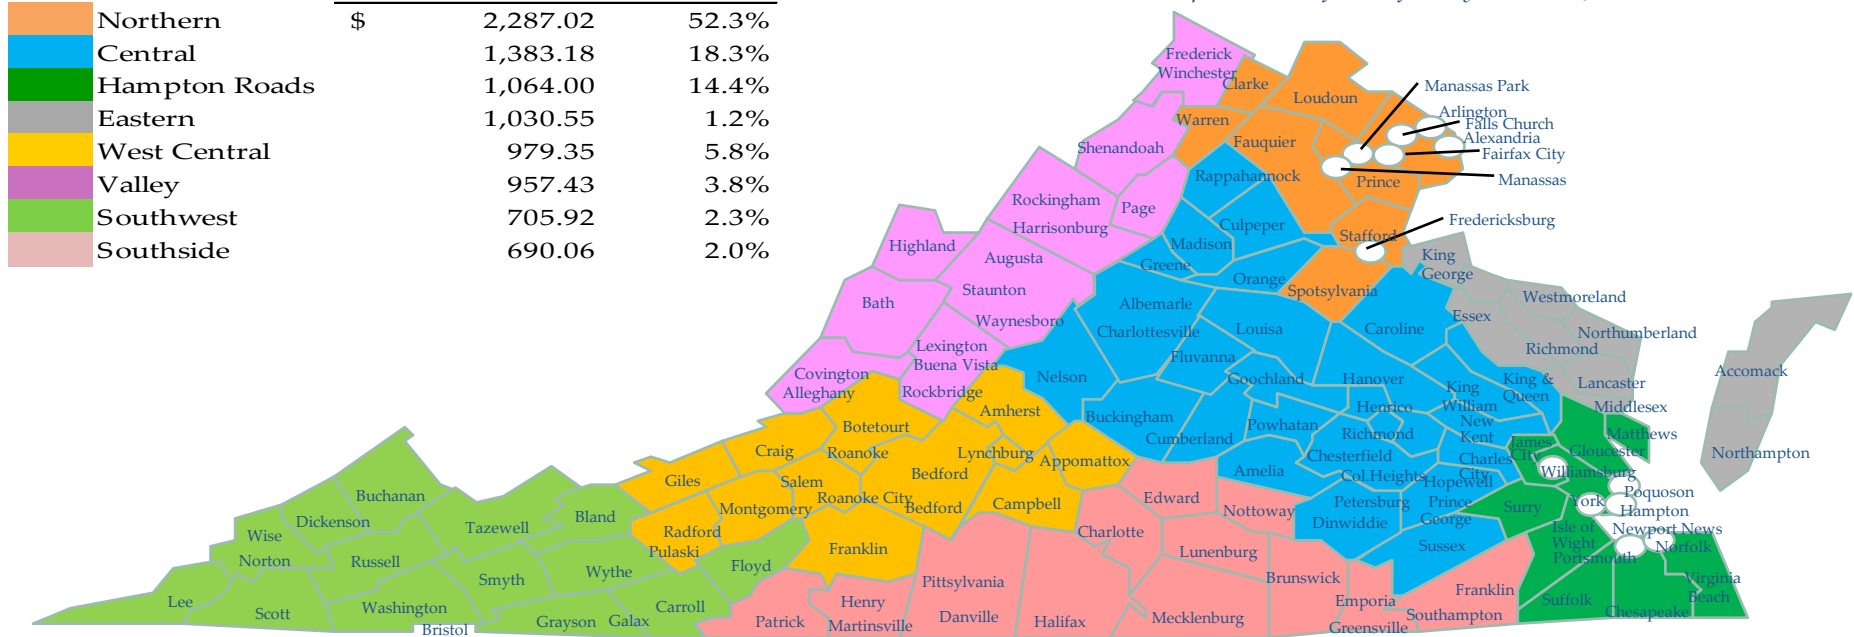 Northern $ 2,287.02 52.3%
Central 1,383.18 18.3%
Hampton Roads 1,064.00 14.4%
Eastern 1,030.55 1.2%
West Central 979.35 5.8%
Valley 957.43 3.8%
Southwest 705.92 2.3%
Southside 690.06 2.0%
Frederick
Winchester
Clarke
Loudoun
Manassas Park
Arlington
Falls Church
Alexandria
Fairfax City
Manassas
Warren
Fauquier
Shenandoah
Prince
Rappahannock
Rockingham
Page
Harrisonburg
Culpeper
Fredericksburg
Stafford
Highland
Madison
Augusta
Greene
King
George
Orange
Staunton
Spotsylvania
Bath
Albemarle
Westmoreland
Waynesboro
Charlottesville
Louisa
Caroline
Essex
Northumberland
Richmond
Lexington
Buena Vista
Fluvanna
Covington
Alleghany
Rockbridge
Nelson
Goochland
Hanover
King
William
King &
Queen
Lancaster
Accomack
Amherst
Buckingham
Henrico
Middlesex
New
Kent
Botetourt
Powhatan
Richmond
Matthews
Cumberland
James
City
Gloucester
Craig
Roanoke
Lynchburg
Appomattox
Chesterfield
Charles
City
Northampton
Giles
Salem
Bedford
Amelia
Col.Heights
Hopewell
Williamsburg
Buchanan
Roanoke City
Bedford
Campbell
Edward
Petersburg
Prince
George
Poquoson
York
Hampton
Montgomery
Nottoway
Surry
Dickenson
Tazewell
Bland
Dinwiddie
Newport News
Wise
Radford
Pulaski
Charlotte
Isle of
Wight
Norfolk
Portsmouth
Norton
Russell
Franklin
Lunenburg
Sussex
Floyd
Smyth
Wythe
Pittsylvania
Brunswick
Virginia
Beach
Franklin
Lee
Scott
Washington
Carroll
Henry
Emporia
Southampton
Suffolk
Chesapeake
Bristol
Grayson
Galax
Patrick
Martinsville
Danville
Halifax
Mecklenburg
Greensville